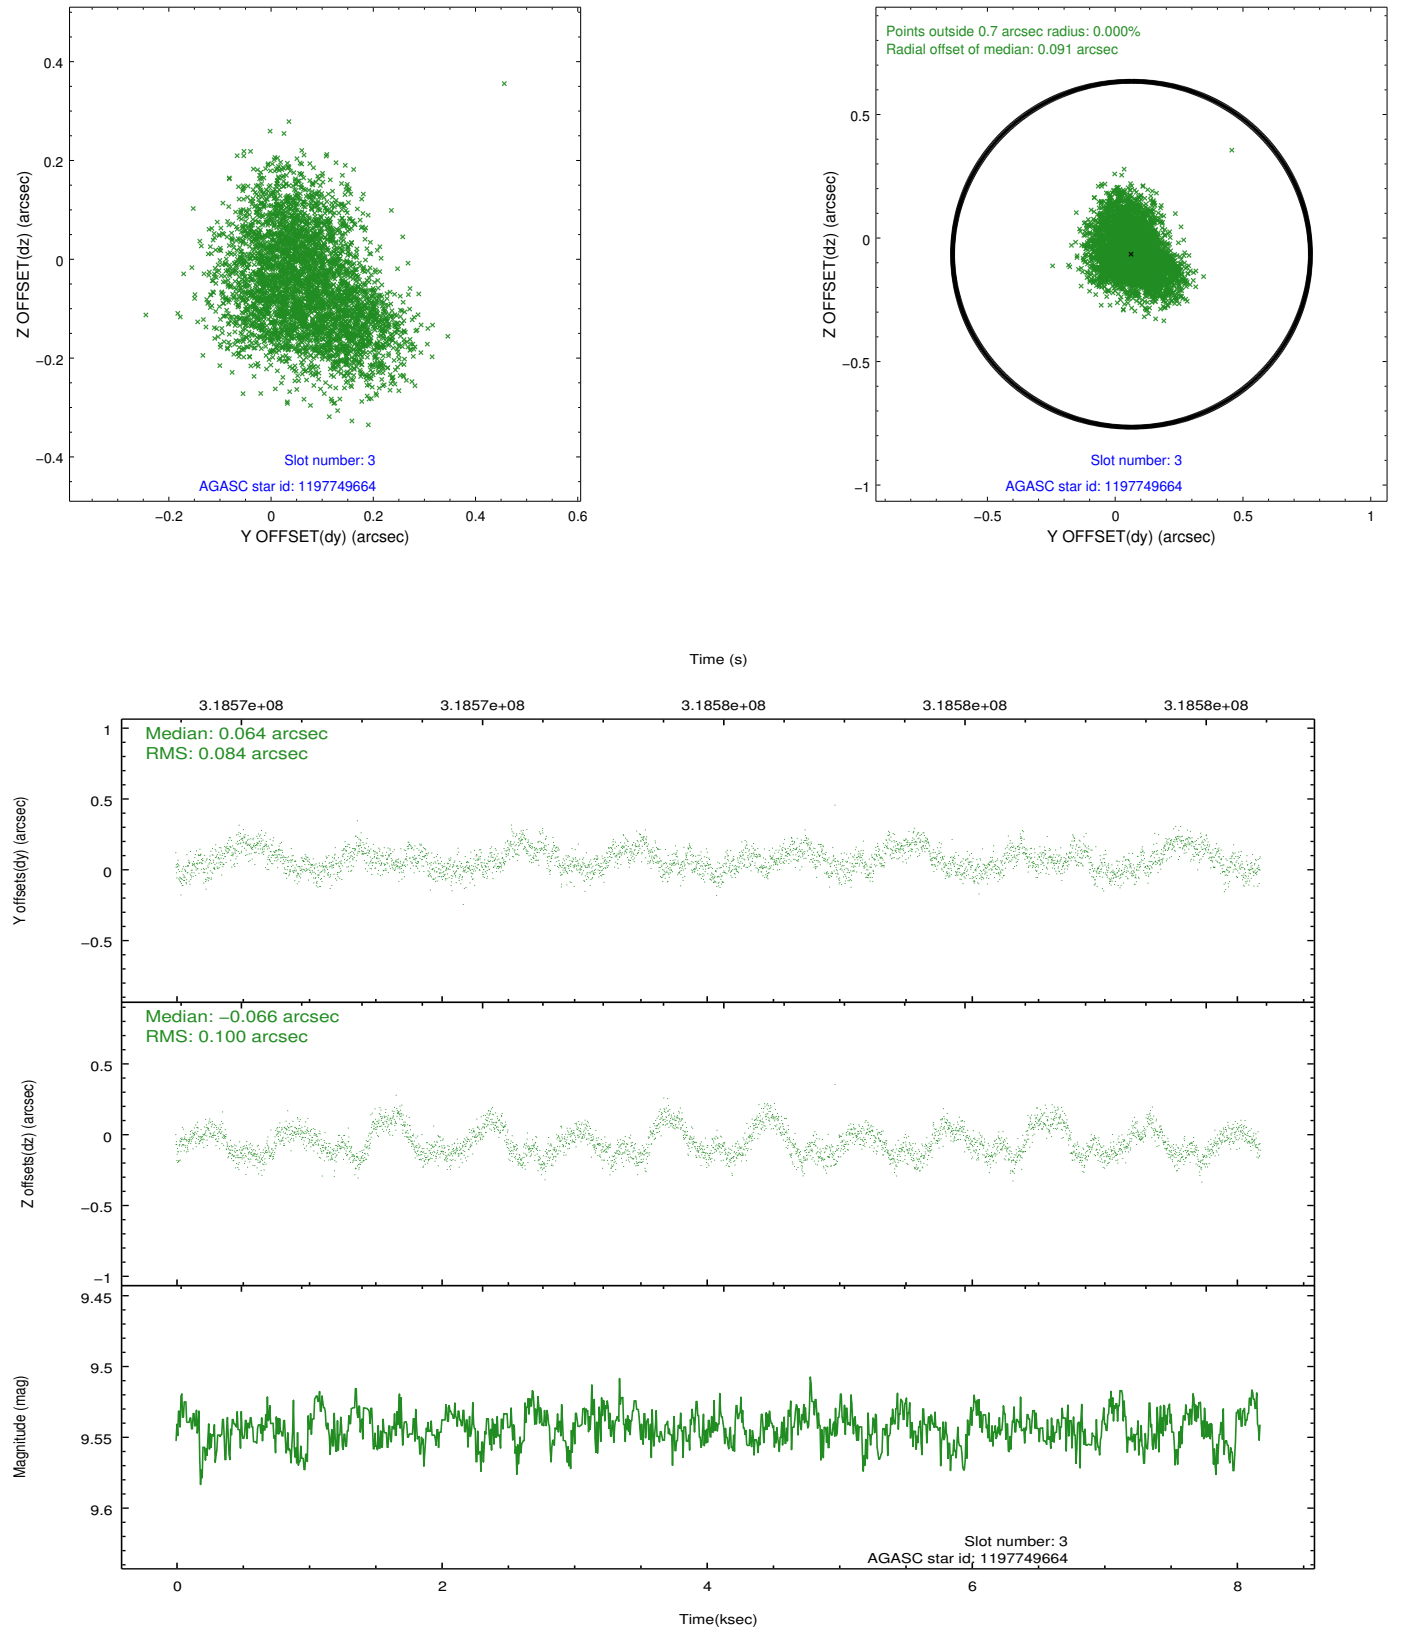 0.4
0.2
0
−0.2
−0.4
Z OFFSET(dz) (arcsec)
Slot number: 3
AGASC star id: 1197749664
−0.2
0
0.2
0.4
0.6
Y OFFSET(dy) (arcsec)
Points outside 0.7 arcsec radius: 0.000%
Radial offset of median: 0.091 arcsec
0.5
0
−0.5
−1
Z OFFSET(dz) (arcsec)
Slot number: 3
AGASC star id: 1197749664
−0.5
0
0.5
1
Y OFFSET(dy) (arcsec)
Time (s)
3.1857e+08
3.1857e+08
3.1858e+08
3.1858e+08
3.1858e+08
Median: 0.064 arcsec
RMS: 0.084 arcsec
1
0.5
0
−0.5
Y offsets(dy) (arcsec)
Median: −0.066 arcsec
RMS: 0.100 arcsec
0.5
0
−0.5
−1
Z offsets(dz) (arcsec)
9.45
9.5
9.55
9.6
Magnitude (mag)
Slot number: 3
AGASC star id: 1197749664
0
2
4
6
8
Time(ksec)